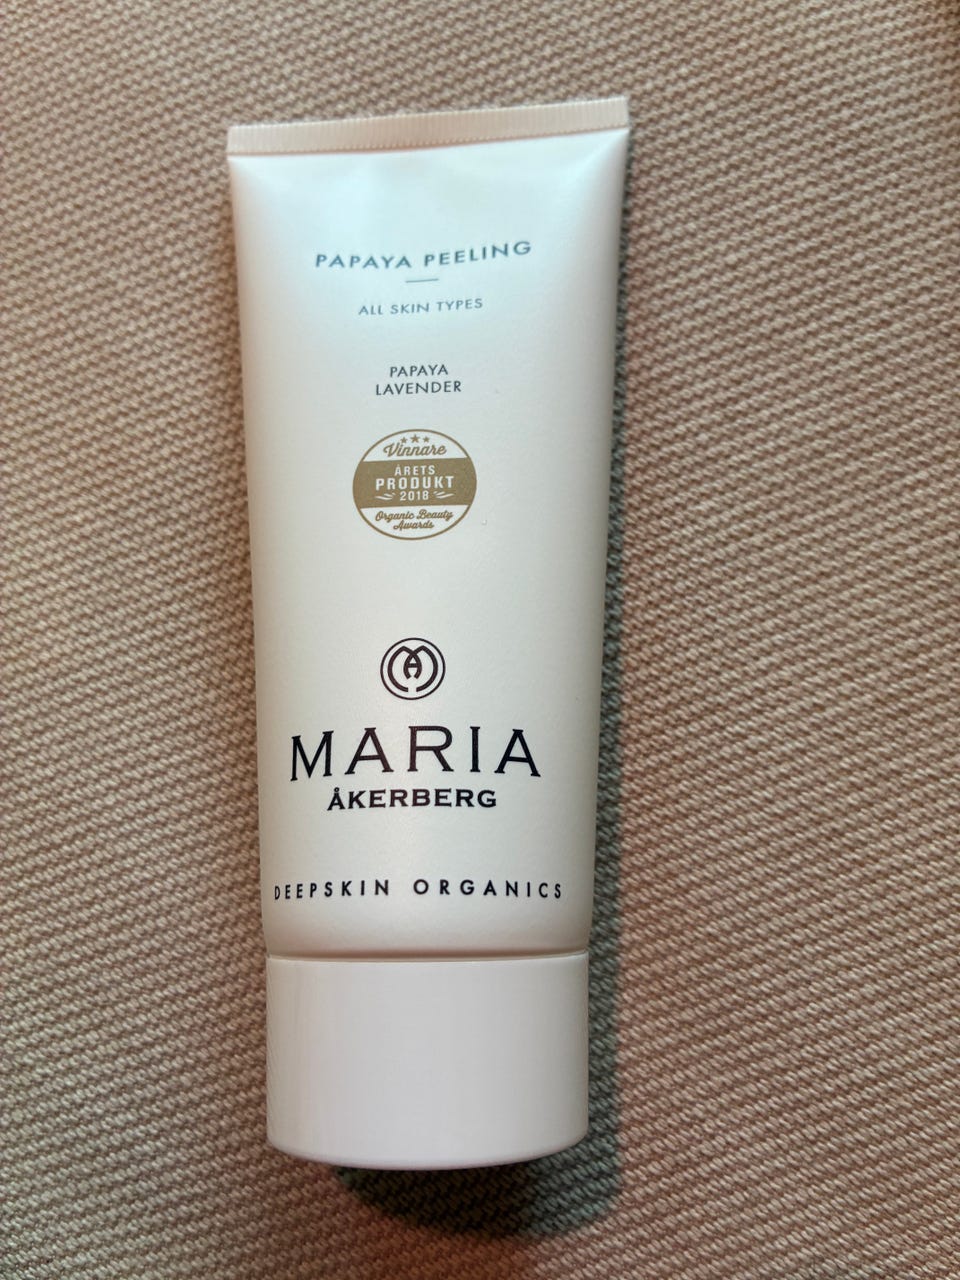 PAPAYA PEELING
ALL SKIN TYPES
PAPAYA
LAVENDER
Vinnare
ÅRETS
PRODUKT
2018
Organic Beauty
Awards
MARIA
ÅKERBERG
DEEPSKIN ORGANICS